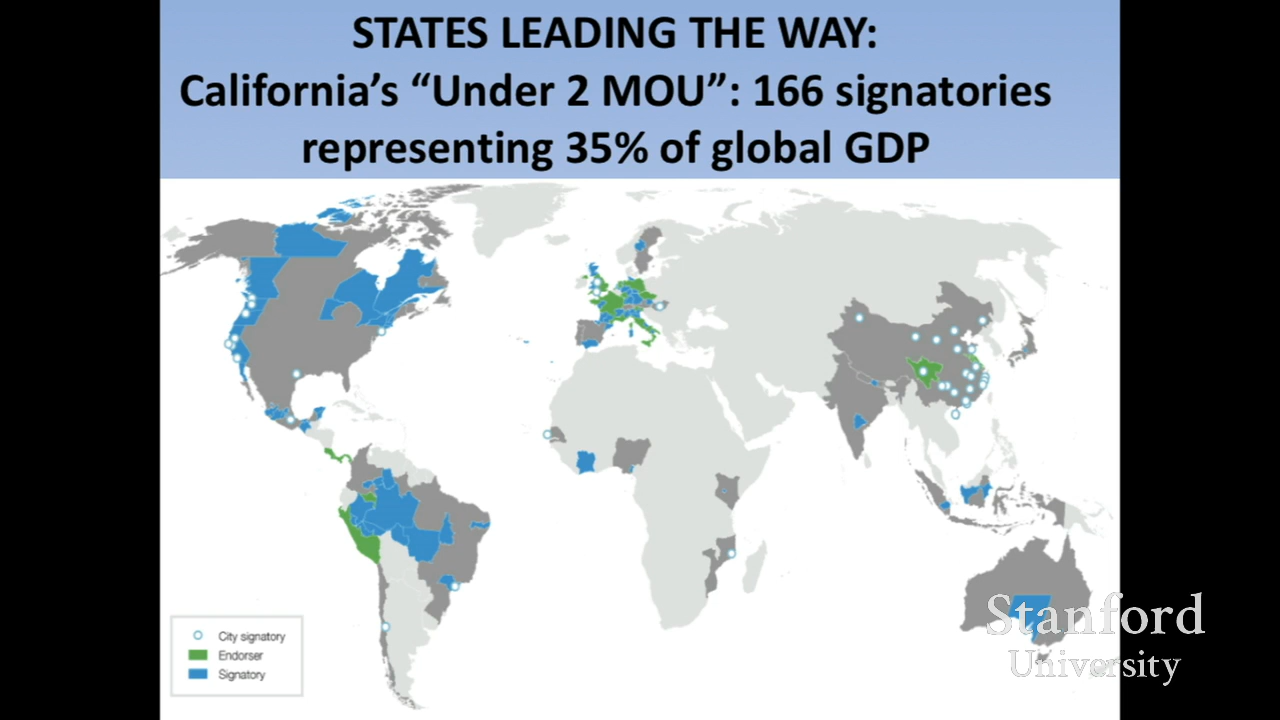 STATES LEADING THE WAY:
California’s “Under 2 MOU”: 166 signatories
representing 35% of global GDP
City signatory
Endorser
Signatory
Stanford
University